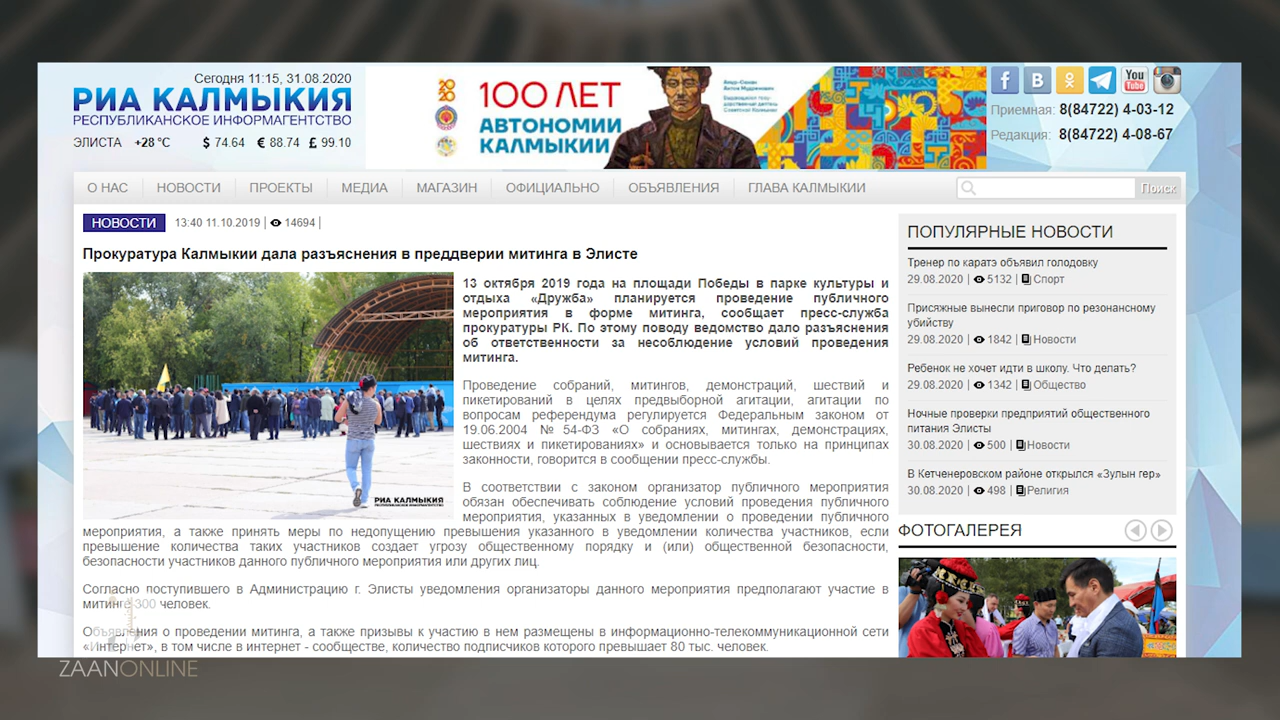 Сегодня 11:15, 31.08.2020
РИА КАЛМЫКИЯ
РЕСПУБЛИКАНСКОЕ ИНФОРМАГЕНТСТВО
ЭЛИСТА +28 °C $ 74.64 € 88.74 £ 99.10
100 ЛЕТ
АВТОНОМИИ
КАЛМЫКИИ
You
Tube
Приемная: 8(84722) 4-03-12
Редакция: 8(84722) 4-08-67
О НАС НОВОСТИ ПРОЕКТЫ МЕДИА МАГАЗИН ОФИЦИАЛЬНО ОБЪЯВЛЕНИЯ ГЛАВА КАЛМЫКИИ
Поиск
НОВОСТИ 13:40 11.10.2019 | 14694 |
Прокуратура Калмыкии дала разъяснения в преддверии митинга в Элисте
РИА КАЛМЫКИЯ
РЕСПУБЛИКАНСКОЕ ИНФОРМАГЕНТСТВО
13 октября 2019 года на площади Победы в парке культуры и
отдыха «Дружба» планируется проведение публичного
мероприятия в форме митинга, сообщает пресс-служба
прокуратуры РК. По этому поводу ведомство дало разъяснения
об ответственности за несоблюдение условий проведения
митинга.
Проведение собраний, митингов, демонстраций, шествий и
пикетирований в целях предвыборной агитации, агитации по
вопросам референдума регулируется Федеральным законом от
19.06.2004 № 54-ФЗ «О собраниях, митингах, демонстрациях,
шествиях и пикетированиях» и основывается только на принципах
законности, говорится в сообщении пресс-службы.
В соответствии с законом организатор публичного мероприятия
обязан обеспечивать соблюдение условий проведения публичного
мероприятия, указанных в уведомлении о проведении публичного
мероприятия, а также принять меры по недопущению превышения указанного в уведомлении количества участников, если
превышение количества таких участников создает угрозу общественному порядку и (или) общественной безопасности,
безопасности участников данного публичного мероприятия или других лиц.
Согласно поступившего в Администрацию г. Элисты уведомления организаторы данного мероприятия предполагают участие в
митинге 300 человек.
Объявления о проведении митинга, а также призывы к участию в нем размещены в информационно-телекоммуникационной сети
«Интернет», в том числе в интернет - сообществе, количество подписчиков которого превышает 80 тыс. человек.
ПОПУЛЯРНЫЕ НОВОСТИ
Тренер по каратэ объявил голодовку
29.08.2020 | 5132 | Спорт
Присяжные вынесли приговор по резонансному
убийству
29.08.2020 | 1842 | Новости
Ребенок не хочет идти в школу. Что делать?
29.08.2020 | 1342 | Общество
Ночные проверки предприятий общественного
питания Элисты
30.08.2020 | 500 | Новости
В Кетченеровском районе открылся «Зулын гер»
30.08.2020 | 498 | Религия
ФОТОГАЛЕРЕЯ
ZAANONLINE